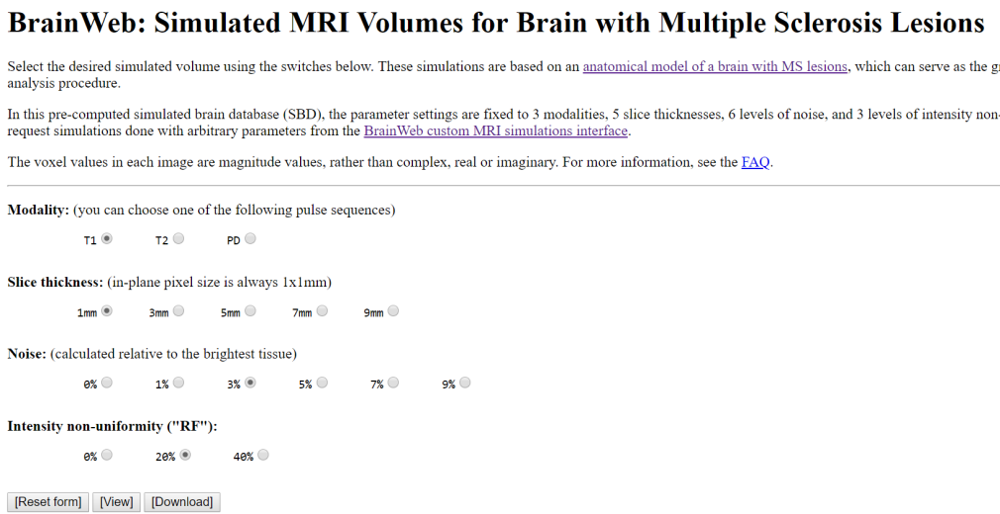 BrainWeb: Simulated MRI Volumes for Brain with Multiple Sclerosis Lesions
Select the desired simulated volume using the switches below. These simulations are based on an anatomical model of a brain with MS lesions, which can serve as the
analysis procedure.
In this pre-computed simulated brain database (SBD), the parameter settings are fixed to 3 modalities, 5 slice thicknesses, 6 levels of noise, and 3 levels of intensity non-
request simulations done with arbitrary parameters from the BrainWeb custom MRI simulations interface.
The voxel values in each image are magnitude values, rather than complex, real or imaginary. For more information, see the FAQ.
Modality: (you can choose one of the following pulse sequences)
T1 T2 PD
Slice thickness: (in-plane pixel size is always 1x1mm)
1mm 3mm 5mm 7mm 9mm
Noise: (calculated relative to the brightest tissue)
0% 1% 3% 5% 7% 9%
Intensity non-uniformity ("RF"):
0% 20% 40%
[Reset form] [View] [Download]